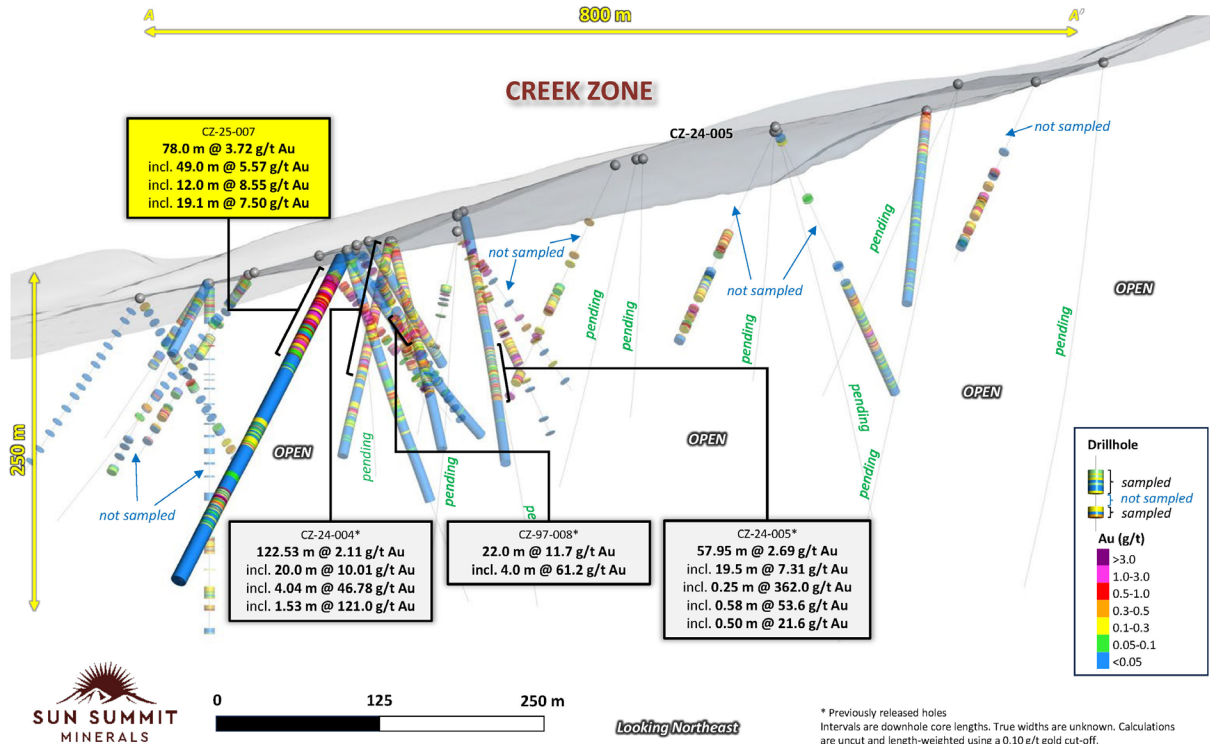 A
800 m
A'
CREEK ZONE
CZ-24-005
not sampled
CZ-25-007
78.0 m @ 3.72 g/t Au
incl. 49.0 m @ 5.57 g/t Au
incl. 12.0 m @ 8.55 g/t Au
incl. 19.1 m @ 7.50 g/t Au
not sampled
not sampled
pending
OPEN
250 m
pending
pending
pending
pending
OPEN
OPEN
OPEN
pending
pending
pending
pending
not sampled
CZ-24-004*
122.53 m @ 2.11 g/t Au
incl. 20.0 m @ 10.01 g/t Au
incl. 4.04 m @ 46.78 g/t Au
incl. 1.53 m @ 121.0 g/t Au
CZ-97-008*
22.0 m @ 11.7 g/t Au
incl. 4.0 m @ 61.2 g/t Au
CZ-24-005*
57.95 m @ 2.69 g/t Au
incl. 19.5 m @ 7.31 g/t Au
incl. 0.25 m @ 362.0 g/t Au
incl. 0.58 m @ 53.6 g/t Au
incl. 0.50 m @ 21.6 g/t Au
Drillhole
sampled
not sampled
sampled
Au (g/t)
>3.0
1.0-3.0
0.5-1.0
0.3-0.5
0.1-0.3
0.05-0.1
<0.05
SUN SUMMIT
MINERALS
0 125 250 m
Looking Northeast
* Previously released holes
Intervals are downhole core lengths. True widths are unknown. Calculations
are uncut and length-weighted using a 0.10 g/t gold cut-off.